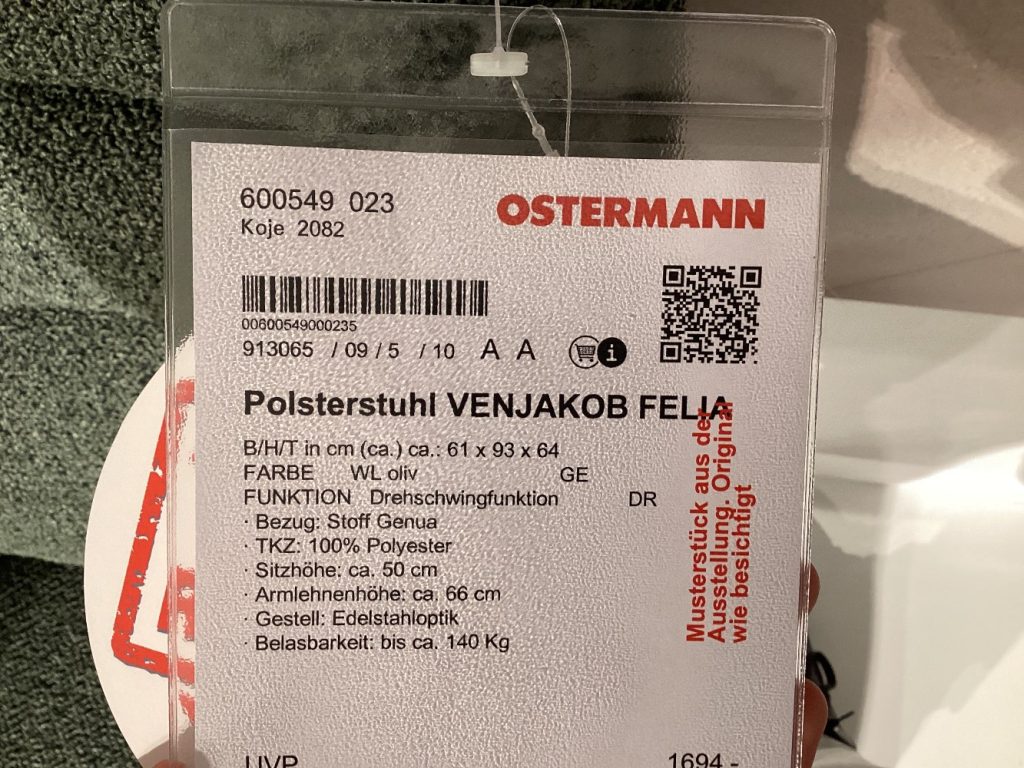 600549 023
Koje 2082
OSTERMANN
00600549000235
913065 / 09 / 5 / 10 A A
i
Polsterstuhl VENJAKOB FELIA
B/H/T in cm (ca.) ca.: 61 x 93 x 64
FARBE WL oliv GE
FUNKTION Drehschwingfunktion DR
· Bezug: Stoff Genua
· TKZ: 100% Polyester
· Sitzhöhe: ca. 50 cm
· Armlehnenhöhe: ca. 66 cm
· Gestell: Edelstahloptik
· Belasbarkeit: bis ca. 140 Kg
Musterstück aus der
Ausstellung. Original
wie besichtigt
UVP 1694,-